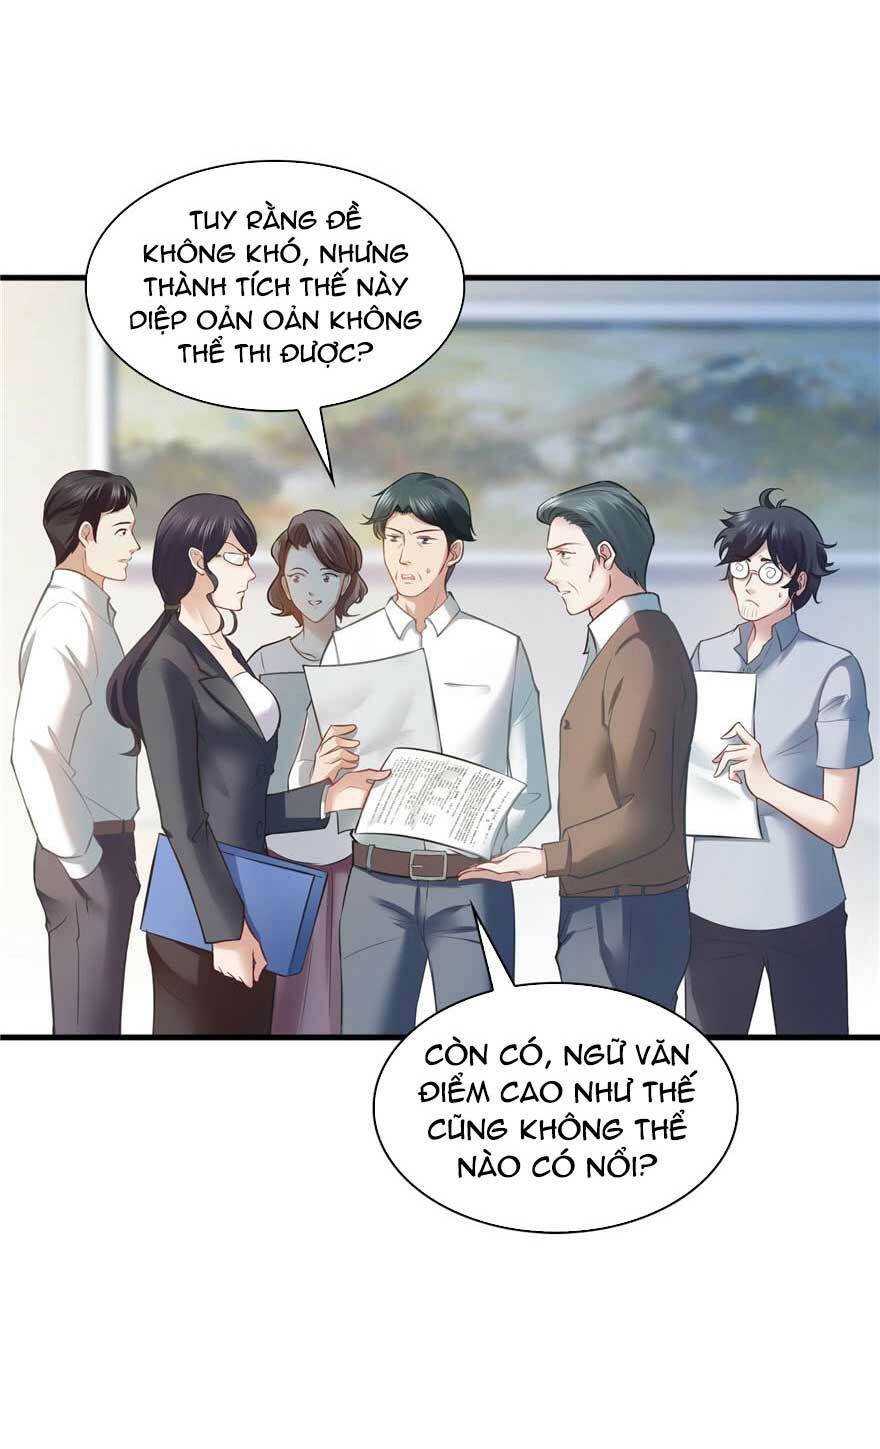 TUY RẰNG ĐỀ
KHÔNG KHÓ, NHƯNG
THÀNH TÍCH THẾ NÀY
DIỆP OẢN OẢN KHÔNG
THỂ THI ĐƯỢC?
CÒN CÓ, NGỮ VĂN
ĐIỂM CAO NHƯ THẾ
CŨNG KHÔNG THỂ
NÀO CÓ NỔI?